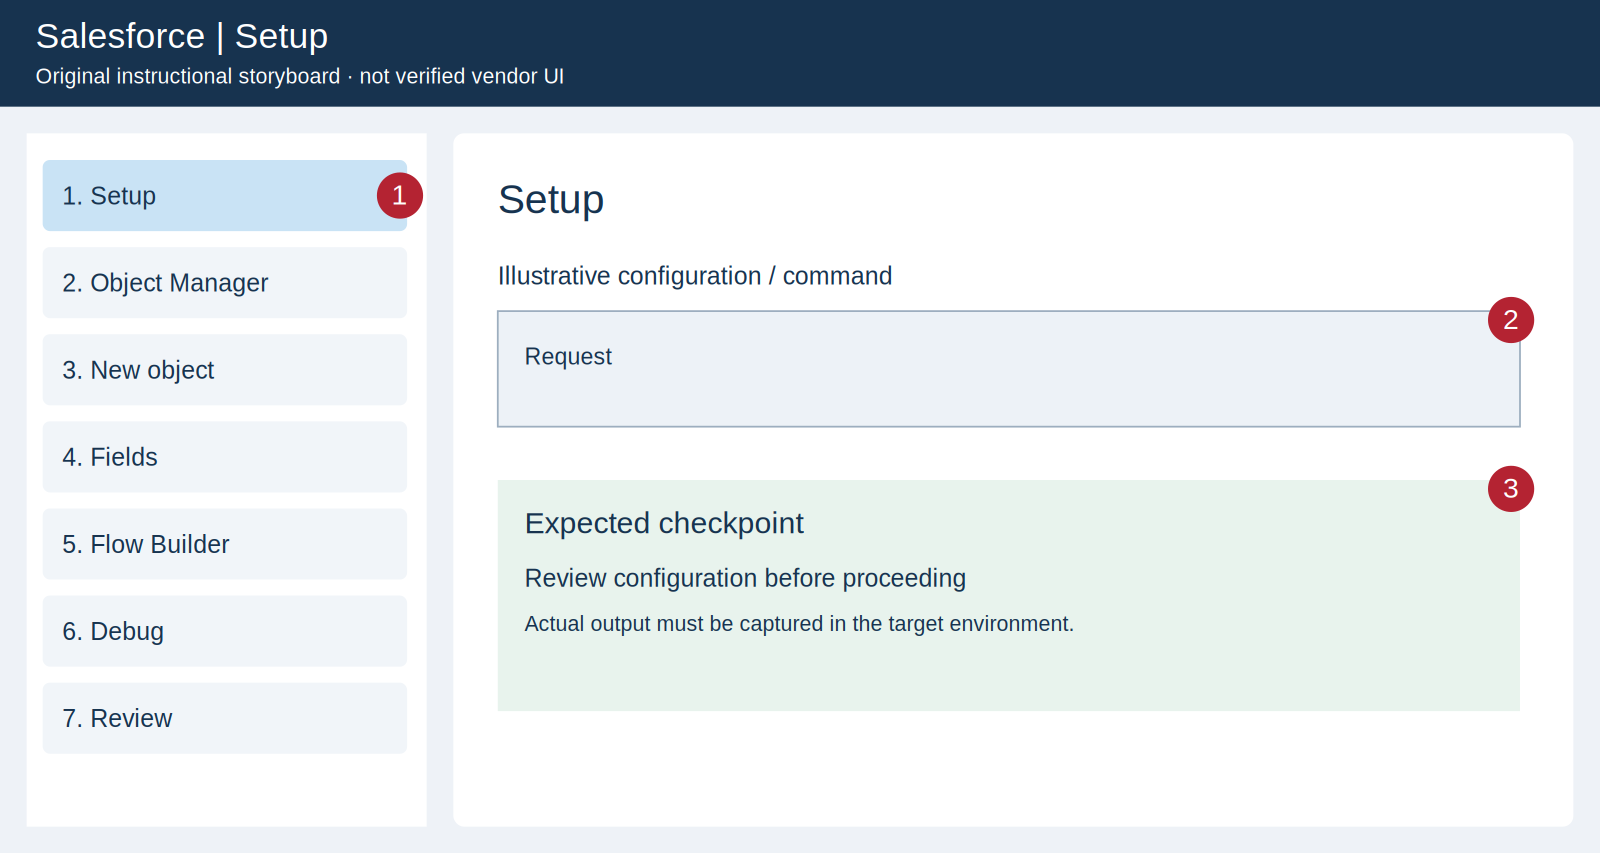 Salesforce | Setup
Original instructional storyboard · not verified vendor UI
1. Setup
1
2. Object Manager
3. New object
4. Fields
5. Flow Builder
6. Debug
7. Review
Setup
Illustrative configuration / command
2
Request
3
Expected checkpoint
Review configuration before proceeding
Actual output must be captured in the target environment.